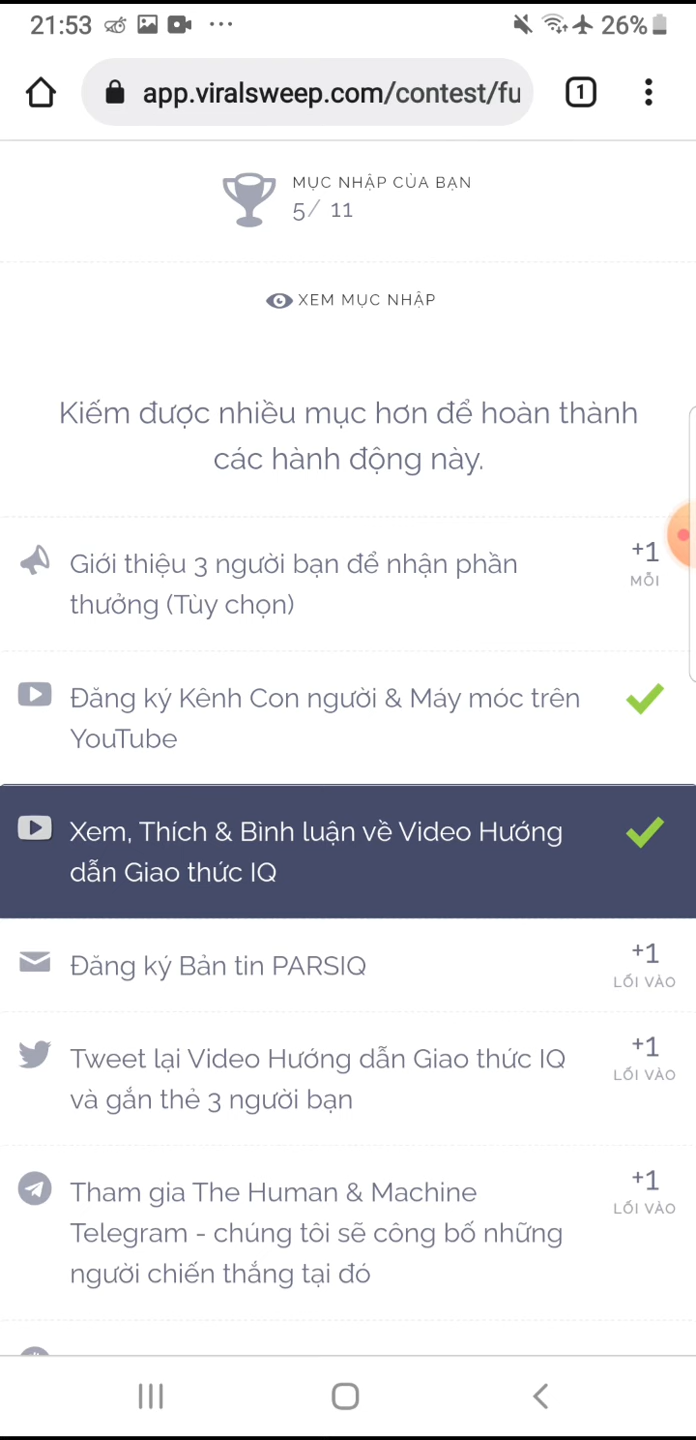 21:53
26%
app.viralsweep.com/contest/fu
1
MỤC NHẬP CỦA BẠN
5/ 11
XEM MỤC NHẬP
Kiếm được nhiều mục hơn để hoàn thành
các hành động này.
Giới thiệu 3 người bạn để nhận phần
thưởng (Tùy chọn)
+1
MỖI
Đăng ký Kênh Con người & Máy móc trên
YouTube
Xem, Thích & Bình luận về Video Hướng
dẫn Giao thức IQ
Đăng ký Bản tin PARSIQ
+1
LỐI VÀO
Tweet lại Video Hướng dẫn Giao thức IQ
và gắn thẻ 3 người bạn
+1
LỐI VÀO
Tham gia The Human & Machine
Telegram - chúng tôi sẽ công bố những
người chiến thắng tại đó
+1
LỐI VÀO